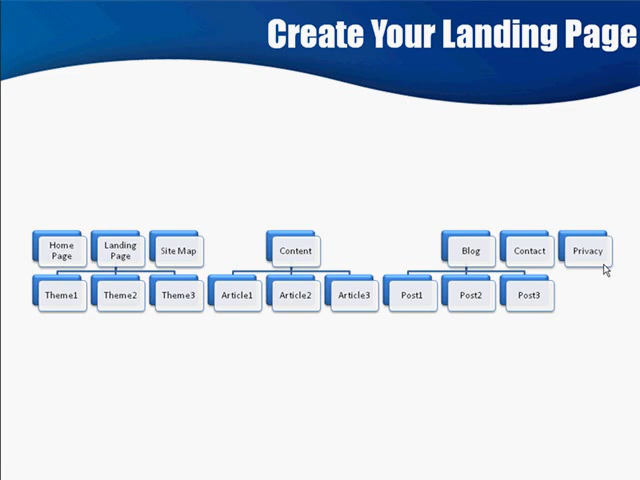 Create Your Landing Page
Home
Page
Landing
Page
Site Map
Content
Blog
Contact
Privacy
Theme1
Theme2
Theme3
Article1
Article2
Article3
Post1
Post2
Post3